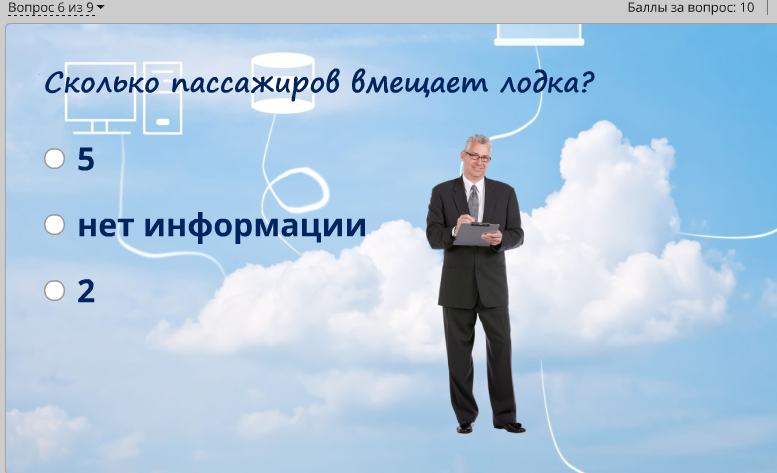 Вопрос 6 из 9
Баллы за вопрос: 10
Сколько пассажиров вмещает лодка?
5
нет информации
2